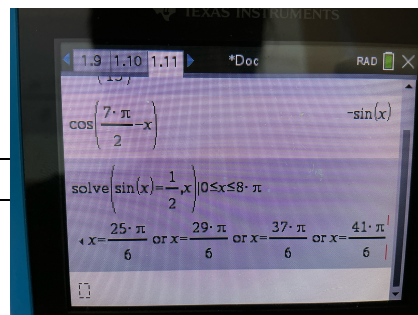 TEXAS INSTRUMENTS
1.9 1.10 1.11 *Doc RAD
cos(7·π/2−x) -sin(x)
solve(sin(x)=1/2,x)|0≤x≤8·π
x=25·π/6 or x=29·π/6 or x=37·π/6 or x=41·π/6